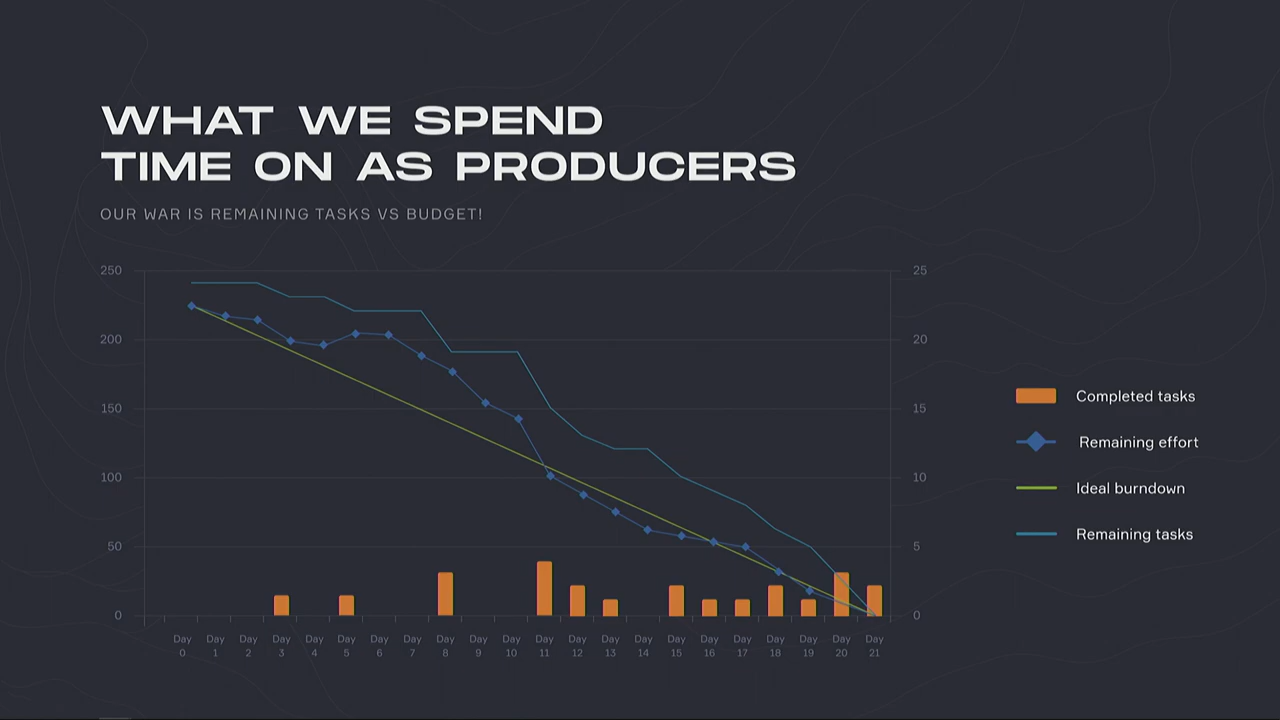 WHAT WE SPEND
TIME ON AS PRODUCERS
OUR WAR IS REMAINING TASKS VS BUDGET!
250
200
150
100
50
0
25
20
15
10
5
0
Day 0
Day 1
Day 2
Day 3
Day 4
Day 5
Day 6
Day 7
Day 8
Day 9
Day 10
Day 11
Day 12
Day 13
Day 14
Day 15
Day 16
Day 17
Day 18
Day 19
Day 20
Day 21
Completed tasks
Remaining effort
Ideal burndown
Remaining tasks